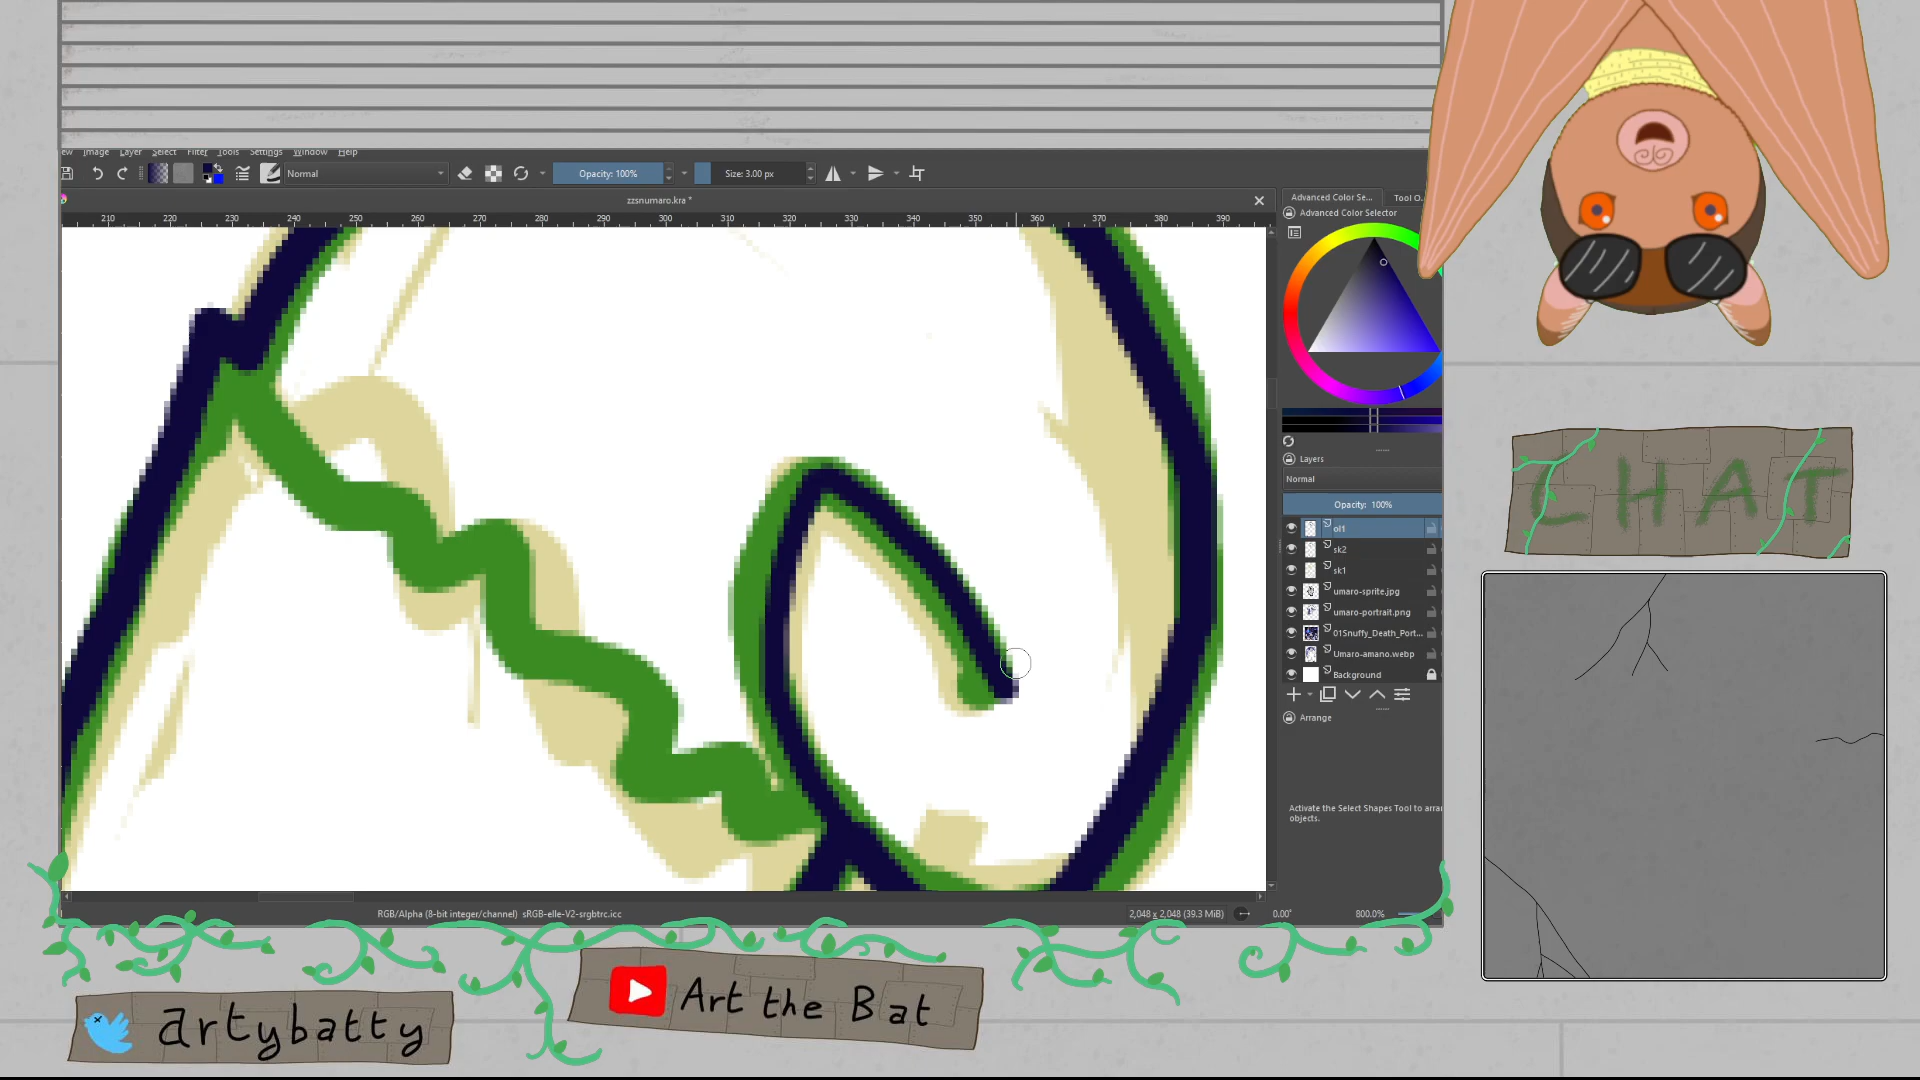 ew Image Layer Select Filter Tools Settings Window Help
Normal
Opacity: 100%
Size: 3.00 px
zzsnumaro.kra *
Advanced Color Se...
Tool O...
Advanced Color Selector
210 220 230 240 250 260 270 280 290 300 310 320 330 340 350 360 370 380 390
Layers
Normal
Opacity: 100%
ol1
sk2
sk1
umaro-sprite.jpg
umaro-portrait.png
01Snuffy_Death_Port...
Umaro-amano.webp
Background
Arrange
Activate the Select Shapes Tool to arra
objects.
RGB/Alpha (8-bit integer/channel) sRGB-elle-V2-srgbtrc.icc
2,048 x 2,048 (39.3 MiB)
0.00°
800.0%
CHAT
artybatty
Art the Bat